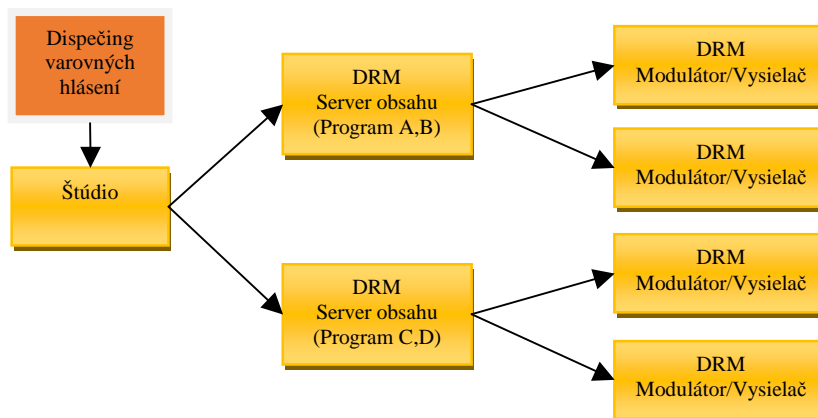 Dispečing
varovných
hlásení
Štúdio
DRM
Server obsahu
(Program A,B)
DRM
Server obsahu
(Program C,D)
DRM
Modulátor/Vysielač
DRM
Modulátor/Vysielač
DRM
Modulátor/Vysielač
DRM
Modulátor/Vysielač